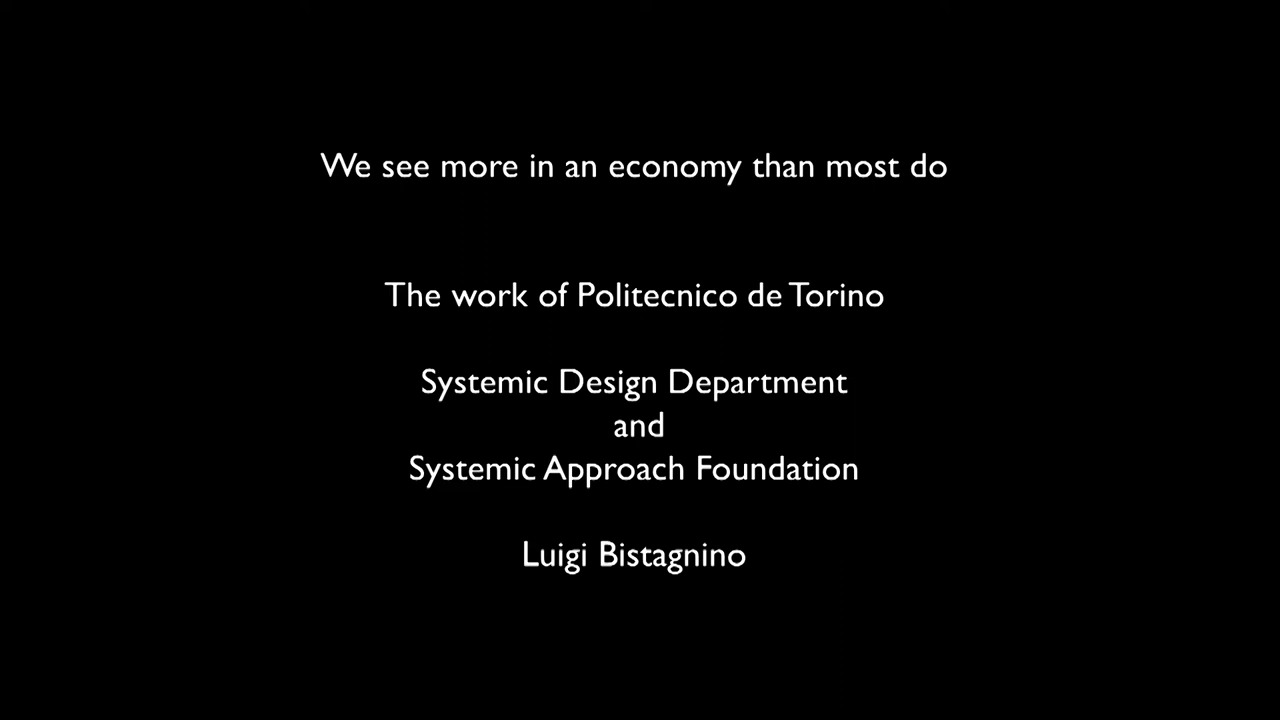 We see more in an economy than most do
The work of Politecnico de Torino
Systemic Design Department
and
Systemic Approach Foundation
Luigi Bistagnino